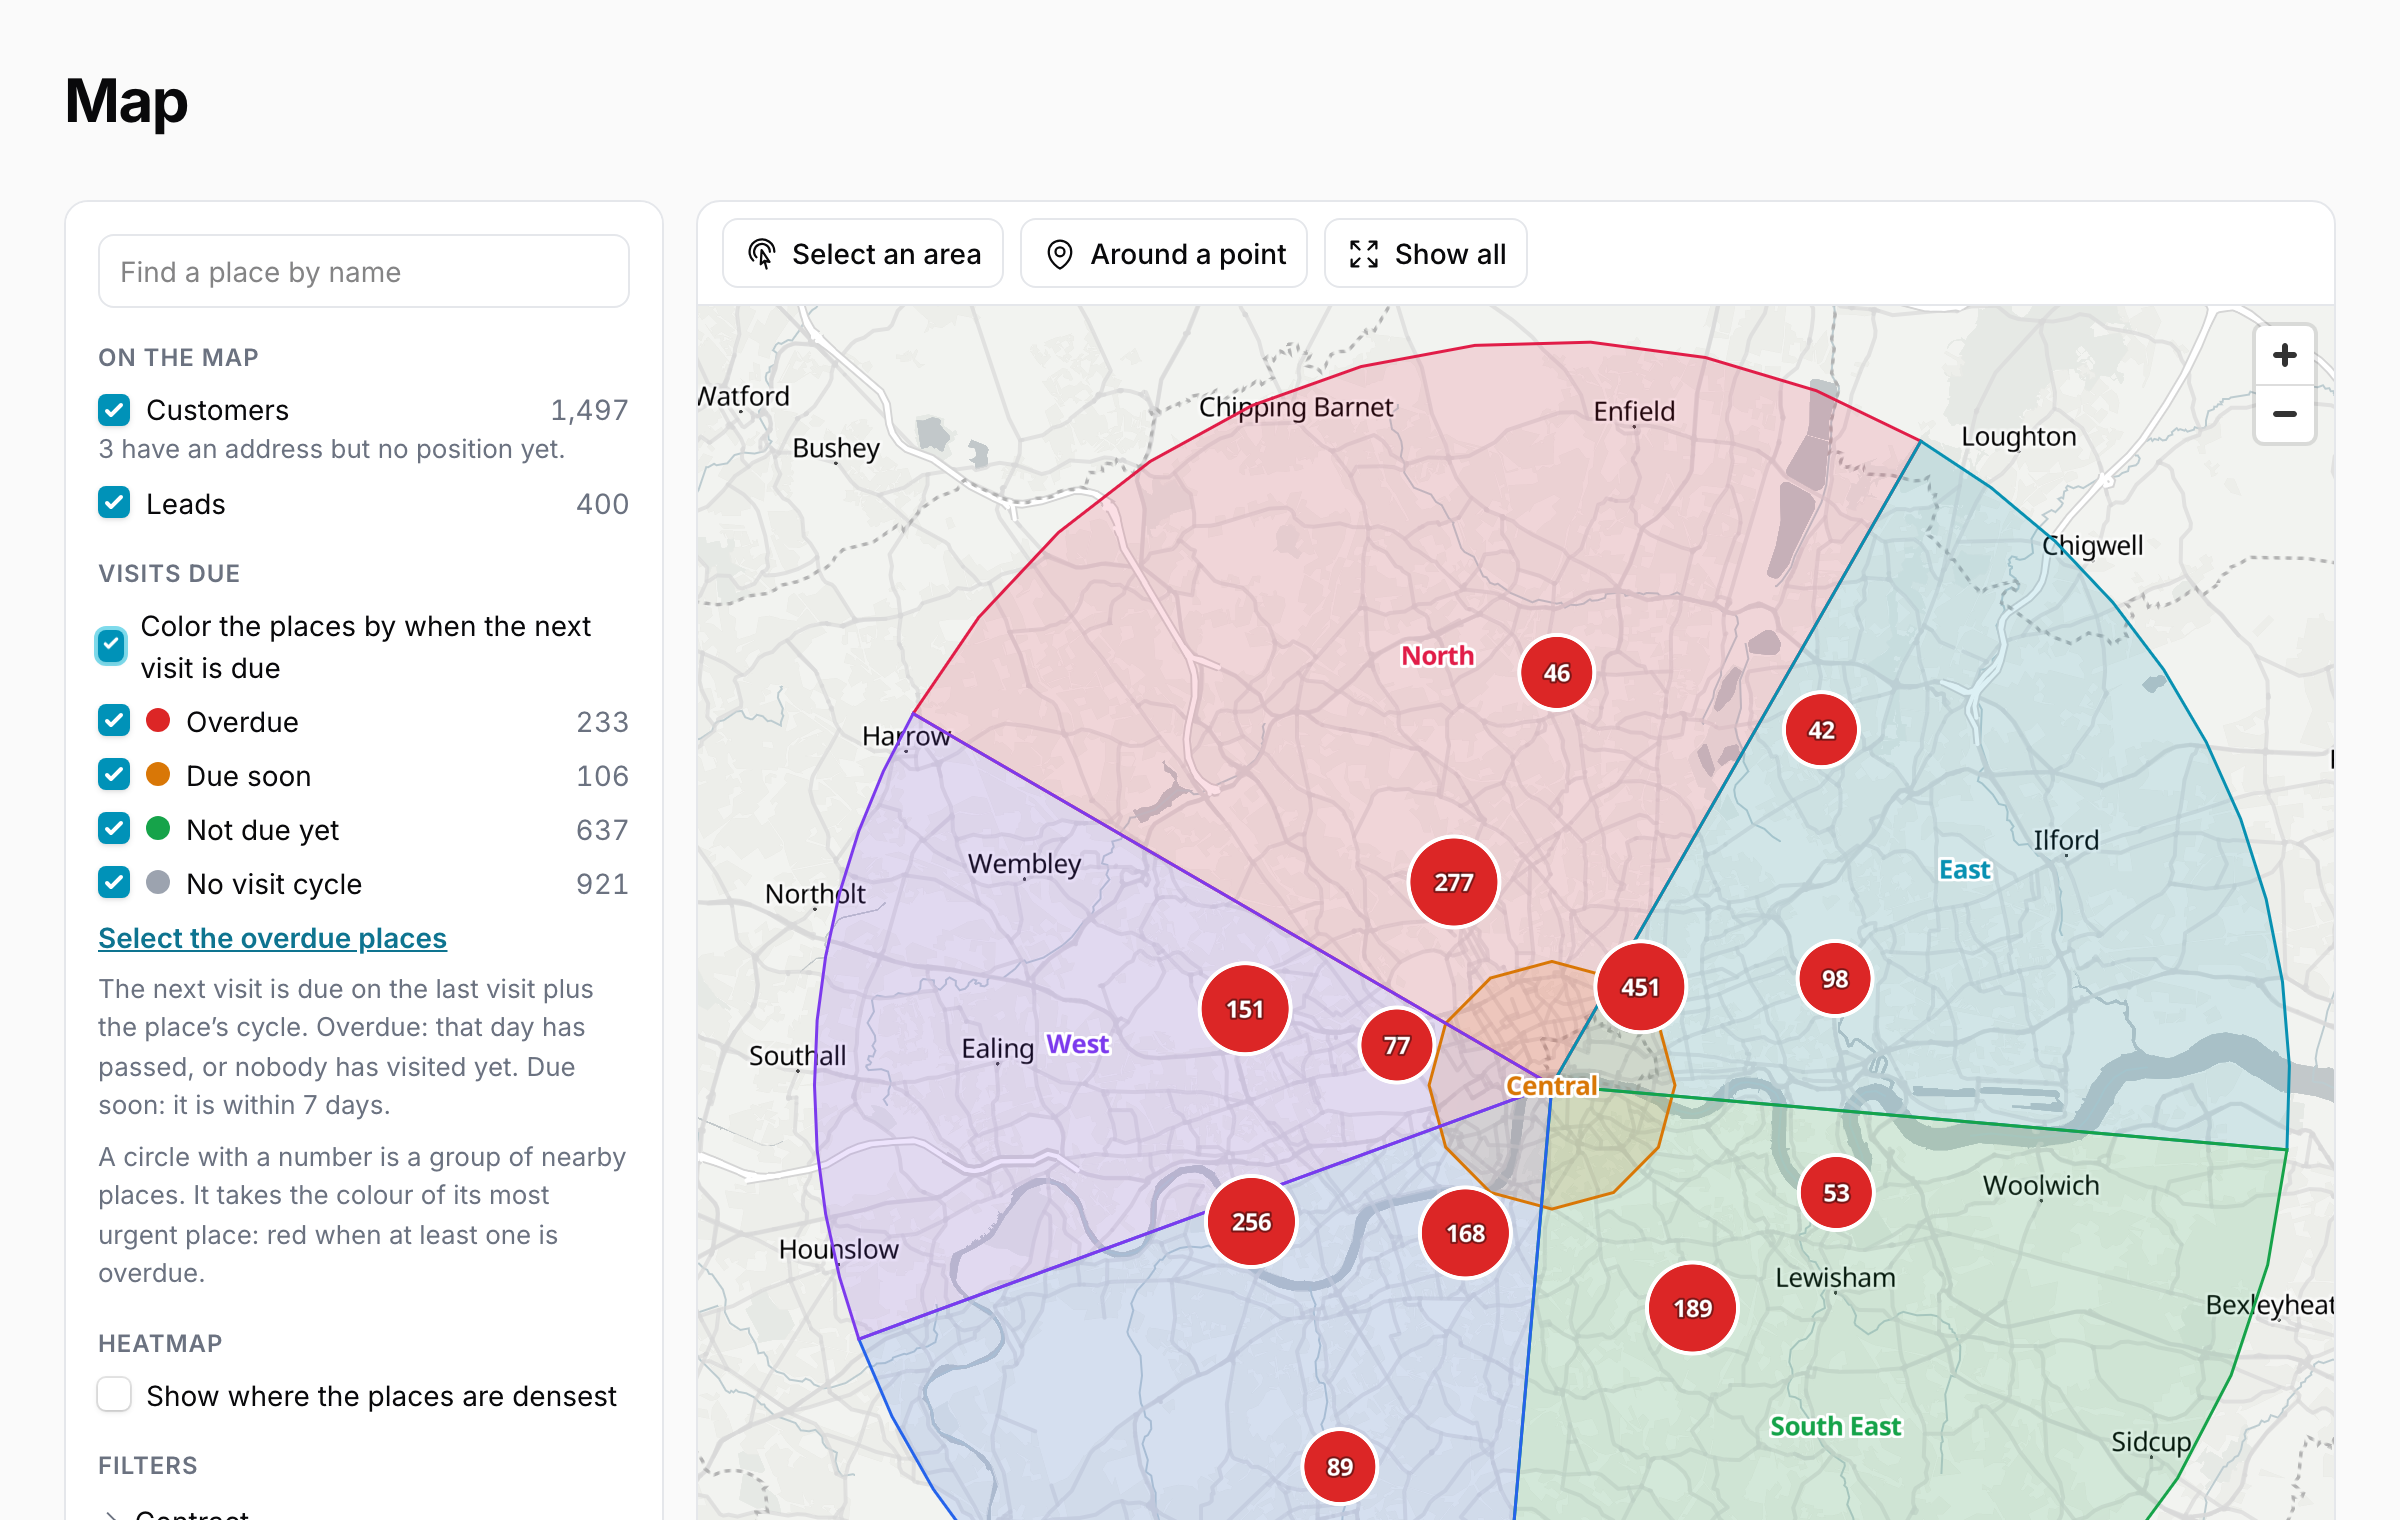 Map
Find a place by name
ON THE MAP
Customers 1,497
3 have an address but no position yet.
Leads 400
VISITS DUE
Color the places by when the next
visit is due
Overdue 233
Due soon 106
Not due yet 637
No visit cycle 921
Select the overdue places
The next visit is due on the last visit plus
the place’s cycle. Overdue: that day has
passed, or nobody has visited yet. Due
soon: it is within 7 days.
A circle with a number is a group of nearby
places. It takes the colour of its most
urgent place: red when at least one is
overdue.
HEATMAP
Show where the places are densest
FILTERS
Select an area
Around a point
Show all
+
−
Watford
Chipping Barnet
Enfield
Bushey
Loughton
Chigwell
North
46
42
Harrow
Ilford
Wembley
East
277
Northolt
98
451
151
77
Ealing
West
Southall
Central
Woolwich
53
256
168
Hounslow
Lewisham
189
Bexleyheat
South East
Sidcup
89